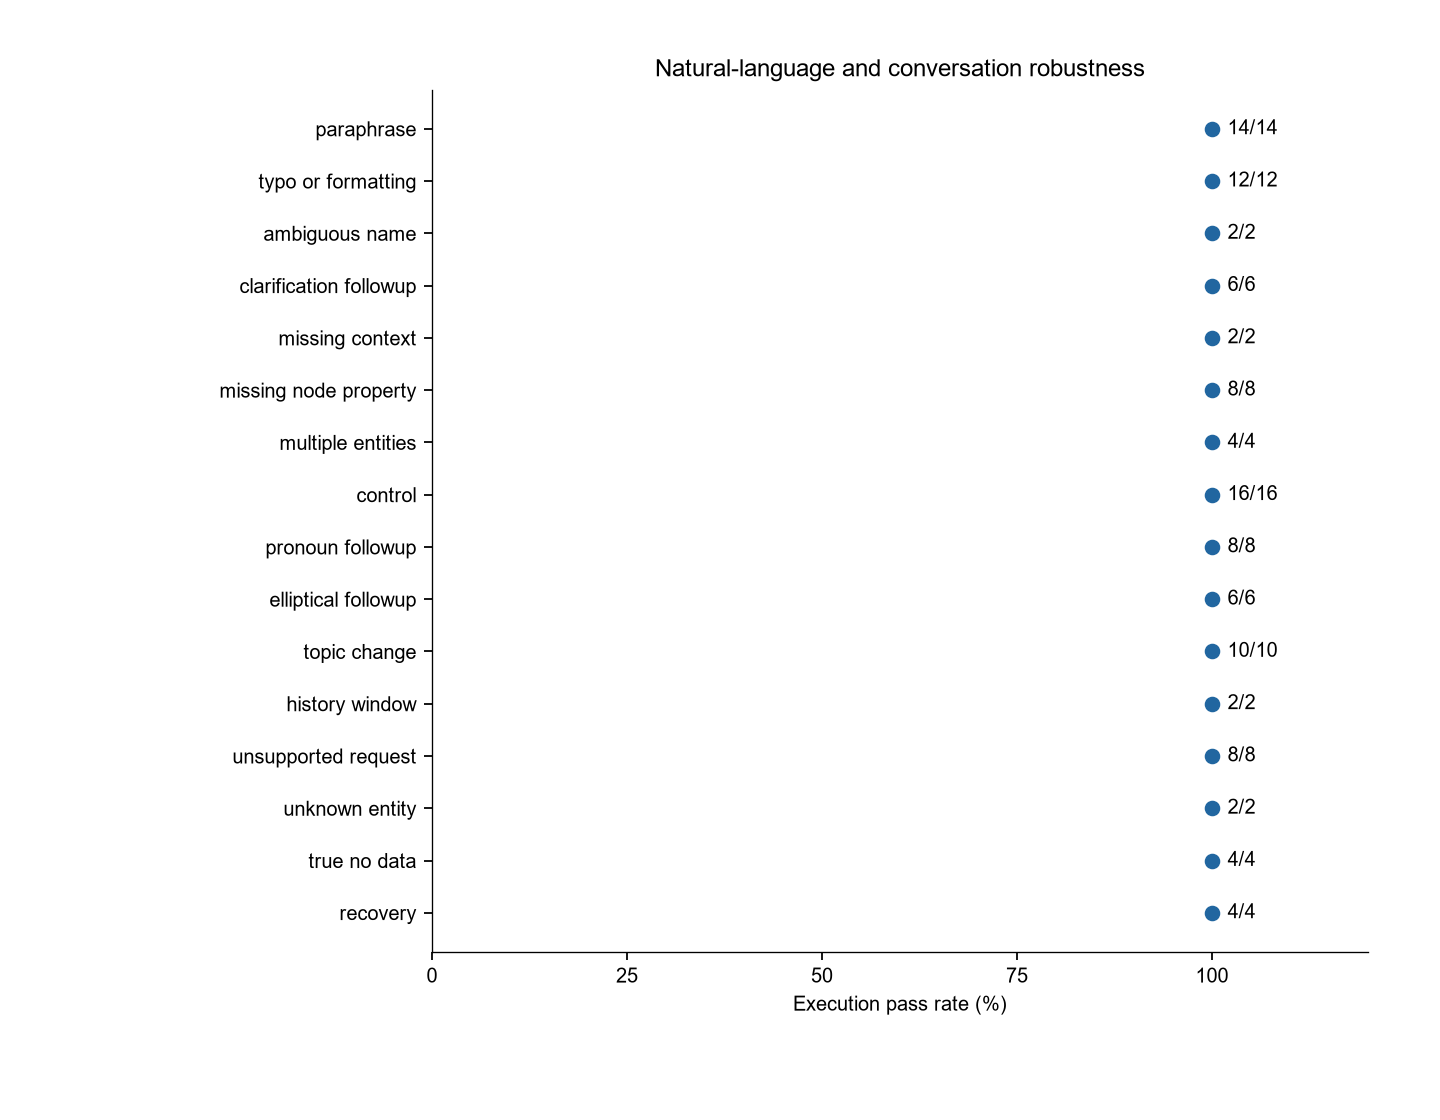 Natural-language and conversation robustness
paraphrase 14/14
typo or formatting 12/12
ambiguous name 2/2
clarification followup 6/6
missing context 2/2
missing node property 8/8
multiple entities 4/4
control 16/16
pronoun followup 8/8
elliptical followup 6/6
topic change 10/10
history window 2/2
unsupported request 8/8
unknown entity 2/2
true no data 4/4
recovery 4/4
0 25 50 75 100
Execution pass rate (%)